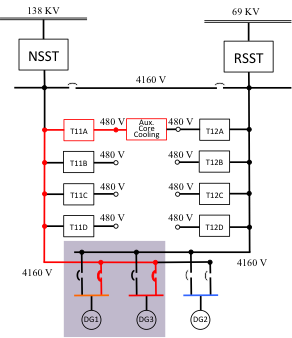 138 KV
69 KV
NSST
RSST
4160 V
T11A
480 V
Aux.
Core
Cooling
480 V
T12A
T11B
480 V
480 V
T12B
T11C
480 V
480 V
T12C
T11D
480 V
480 V
T12D
4160 V
4160 V
DG1
DG3
DG2